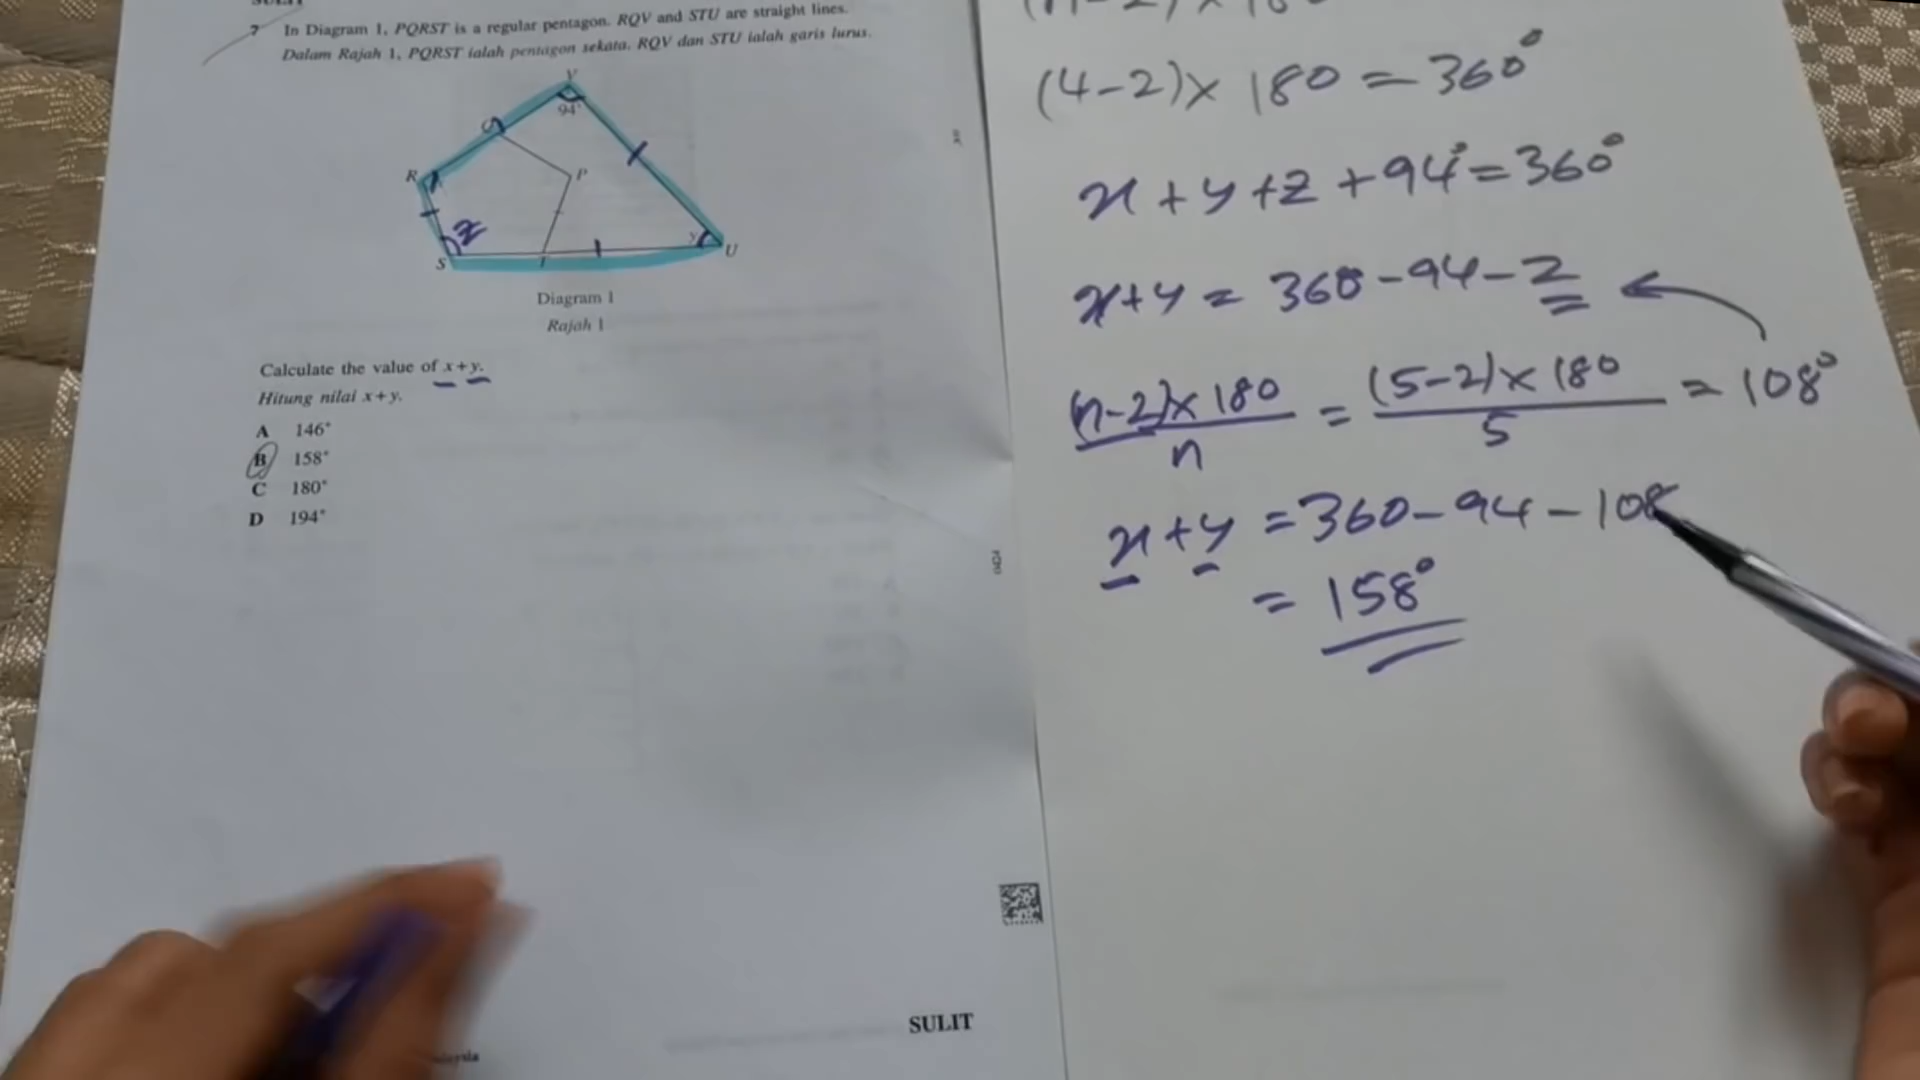 7 In Diagram 1, PQRST is a regular pentagon. RQV and STU are straight lines.
Dalam Rajah 1, PQRST ialah pentagon sekata. RQV dan STU ialah garis lurus.
V
94°
Q
P
R
Z
S
T
y
U
Diagram 1
Rajah 1
Calculate the value of x+y.
Hitung nilai x+y.
A 146°
B 158°
C 180°
D 194°
SULIT
(4-2)x 180 = 360°
x + y + z + 94° = 360°
x+y = 360 - 94 - z
(n-2)x 180 / n = (5-2)x 180 / 5 = 108°
x + y = 360 - 94 - 108
= 158°